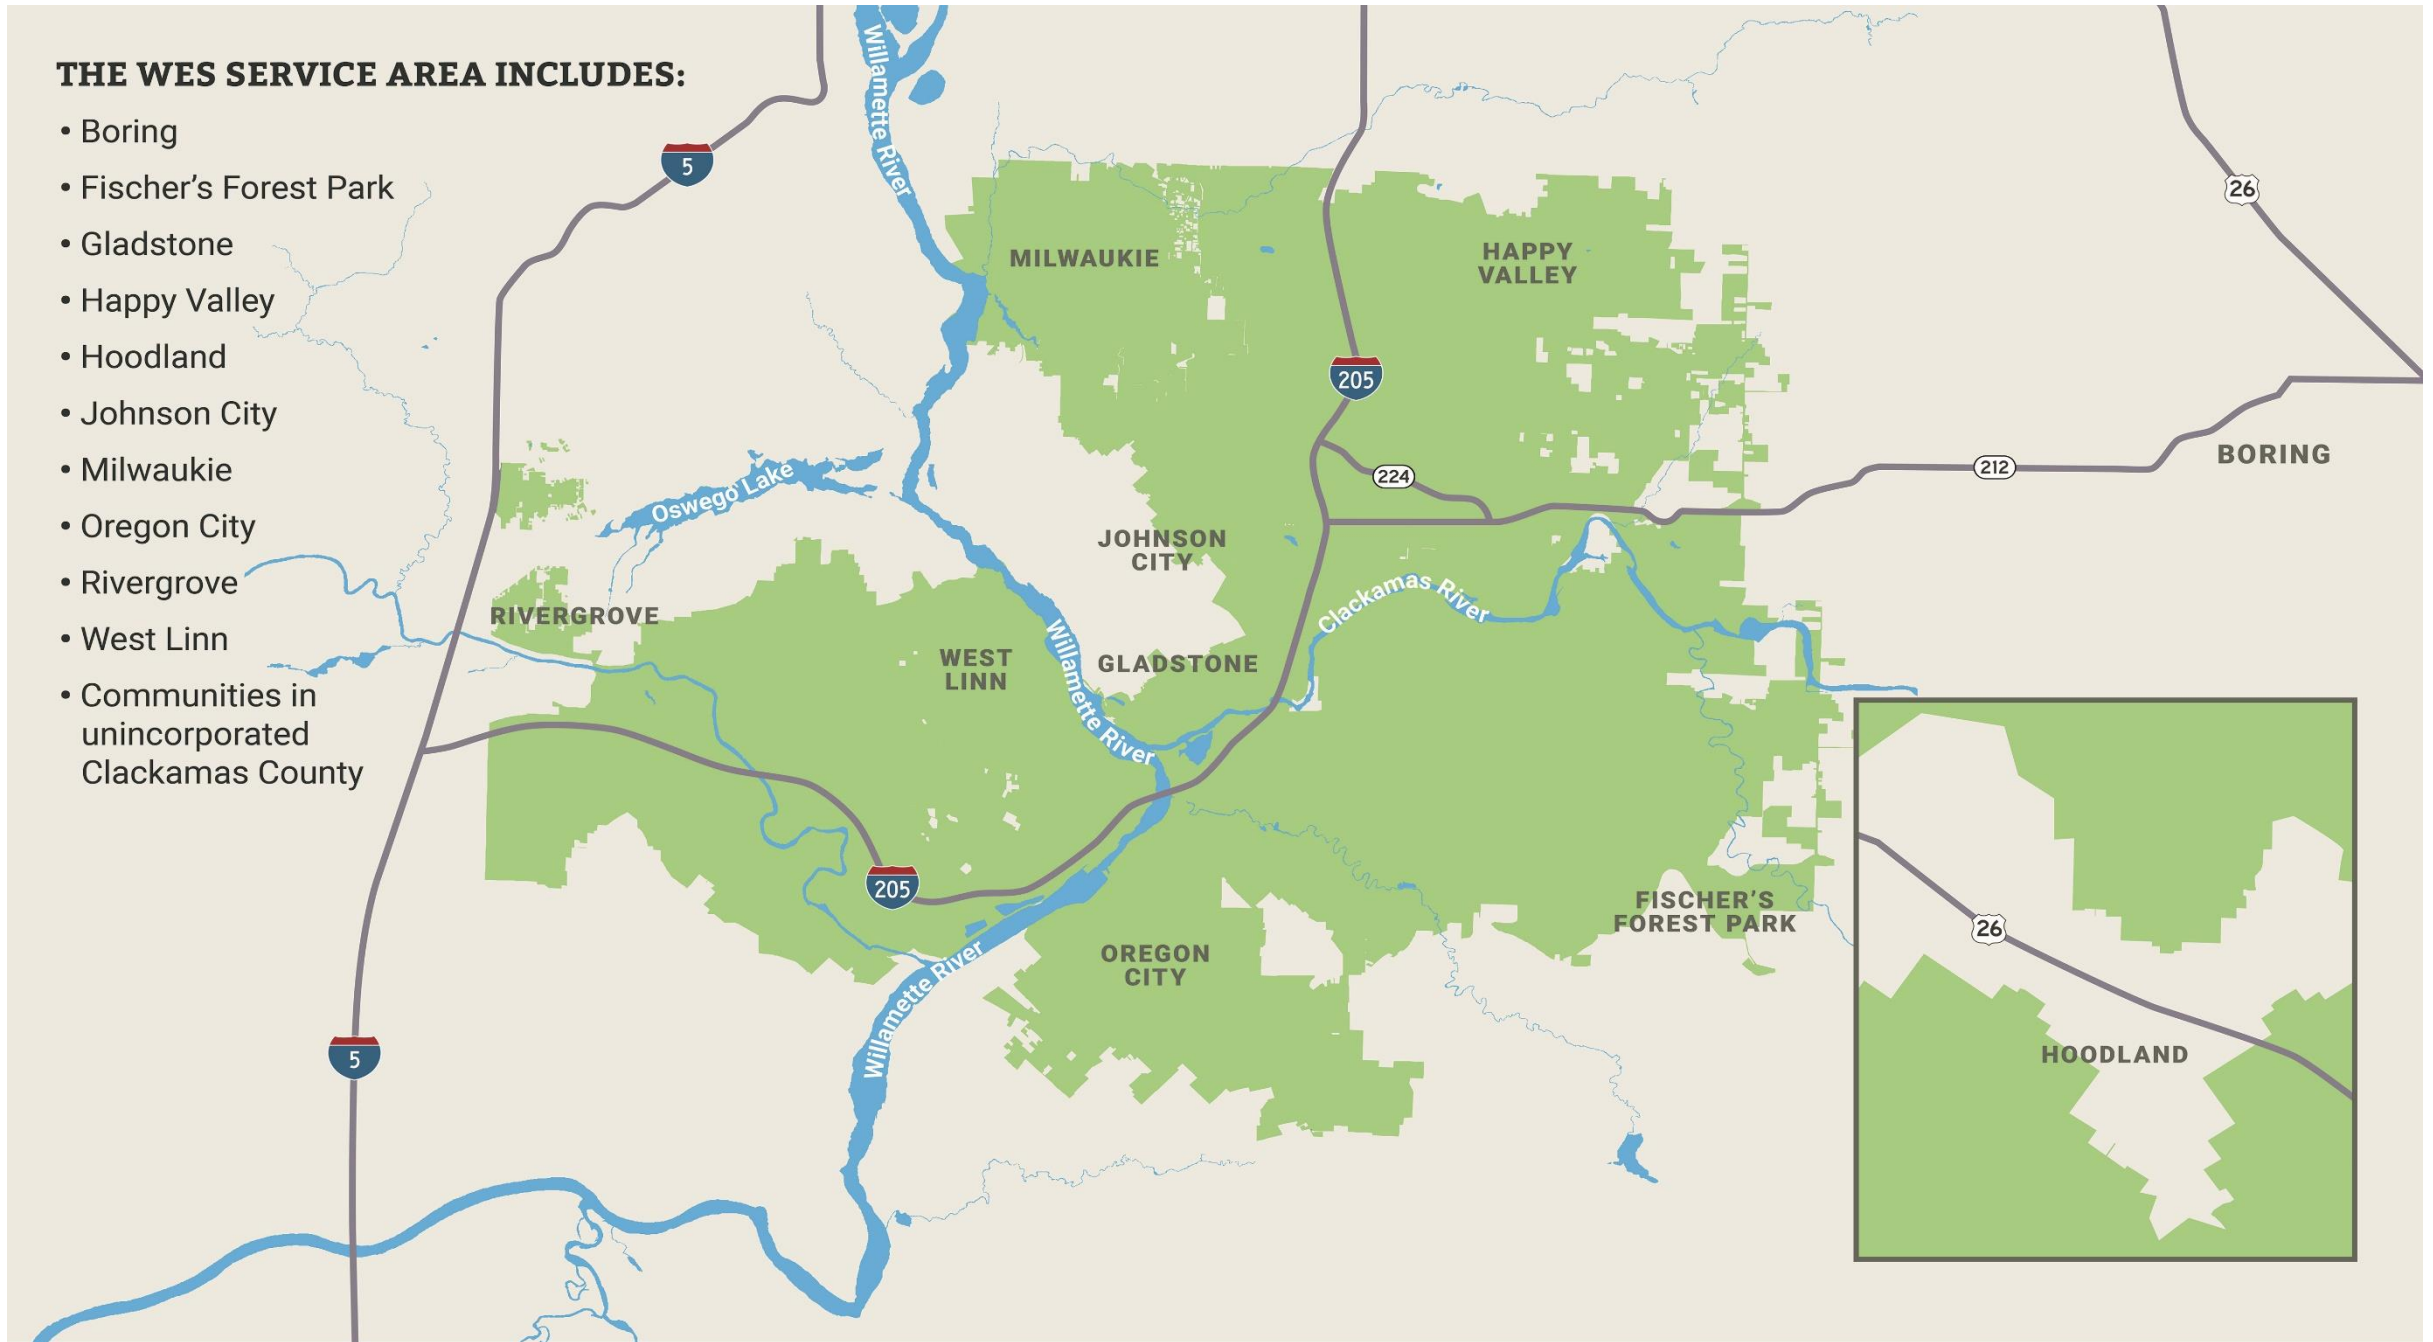 THE WES SERVICE AREA INCLUDES:
• Boring
• Fischer’s Forest Park
• Gladstone
• Happy Valley
• Hoodland
• Johnson City
• Milwaukie
• Oregon City
• Rivergrove
• West Linn
• Communities in
unincorporated
Clackamas County
Willamette River
5
26
MILWAUKIE
HAPPY
VALLEY
205
224
212
BORING
Oswego Lake
JOHNSON
CITY
Clackamas River
RIVERGROVE
WEST
LINN
Willamette River
GLADSTONE
205
FISCHER’S
FOREST PARK
OREGON
CITY
Willamette River
5
26
HOODLAND